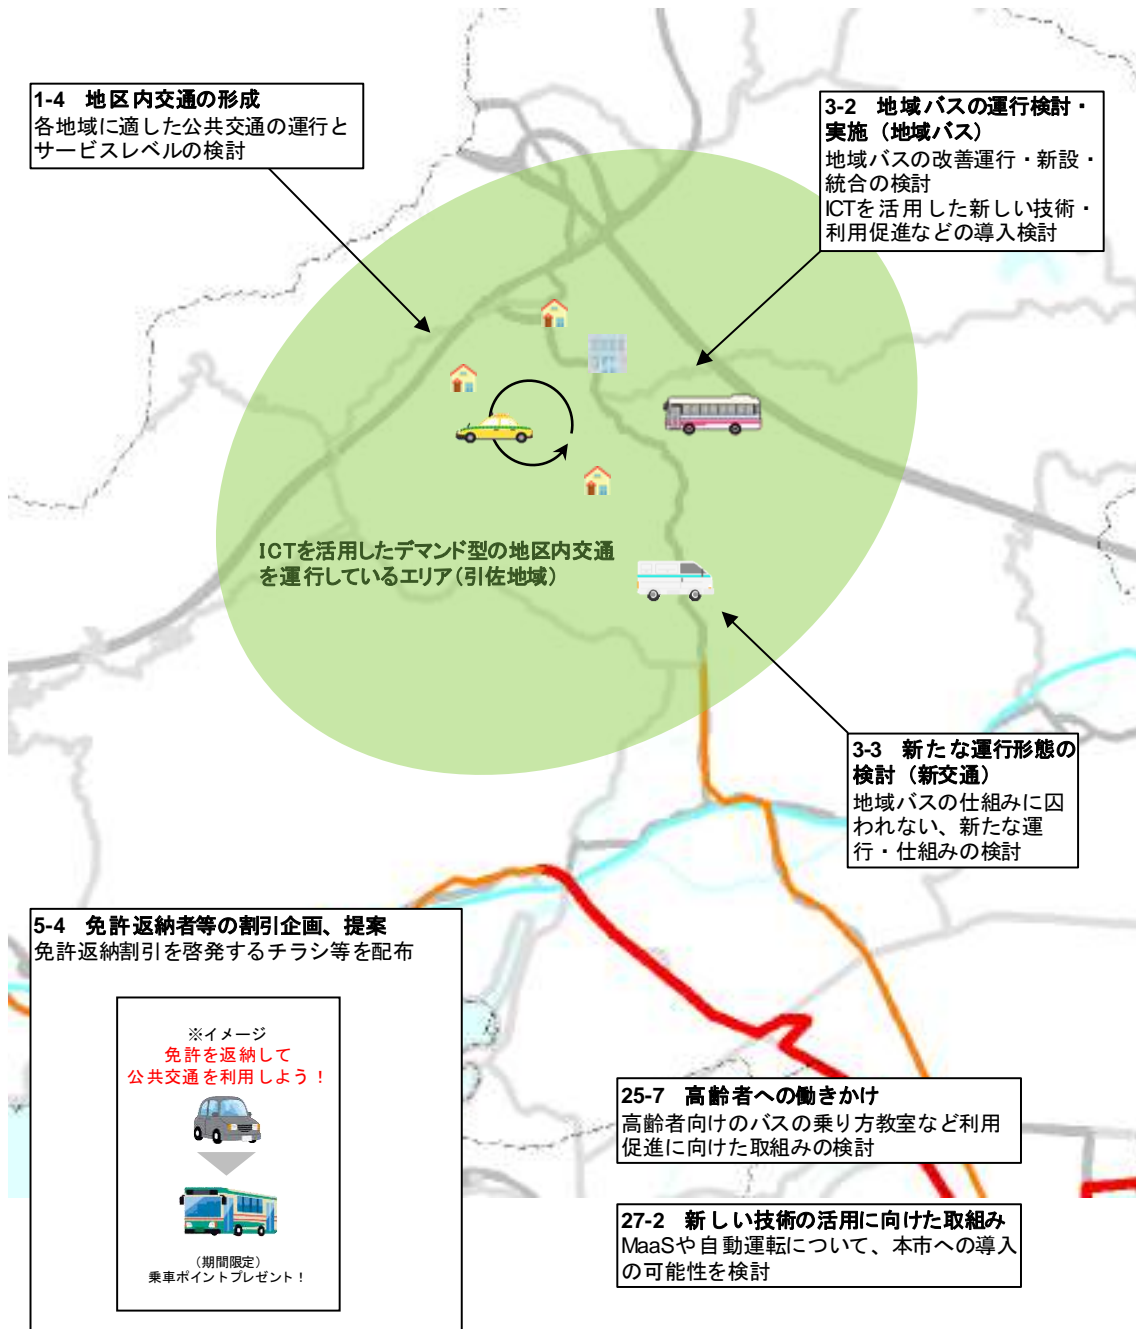 1-4 地区内交通の形成
各地域に適した公共交通の運行と
サービスレベルの検討
3-2 地域バスの運行検討・
実施（地域バス）
地域バスの改善運行・新設・
統合の検討
ICTを活用した新しい技術・
利用促進などの導入検討
ICTを活用したデマンド型の地区内交通
を運行しているエリア（引佐地域）
3-3 新たな運行形態の
検討（新交通）
地域バスの仕組みに囚
われない、新たな運
行・仕組みの検討
5-4 免許返納者等の割引企画、提案
免許返納割引を啓発するチラシ等を配布
※イメージ
免許を返納して
公共交通を利用しよう！
（期間限定）
乗車ポイントプレゼント！
25-7 高齢者への働きかけ
高齢者向けのバスの乗り方教室など利用
促進に向けた取組みの検討
27-2 新しい技術の活用に向けた取組み
MaaSや自動運転について、本市への導入
の可能性を検討